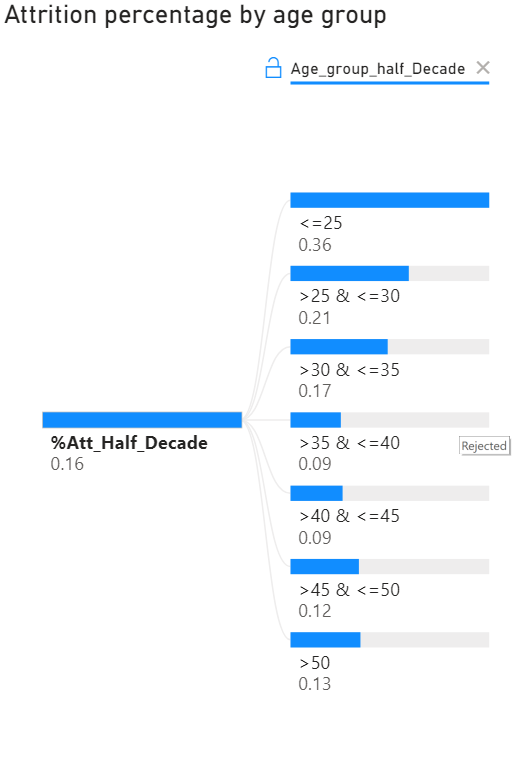 Attrition percentage by age group
Age_group_half_Decade
<=25
0.36
>25 & <=30
0.21
>30 & <=35
0.17
%Att_Half_Decade
0.16
>35 & <=40
0.09
Rejected
>40 & <=45
0.09
>45 & <=50
0.12
>50
0.13